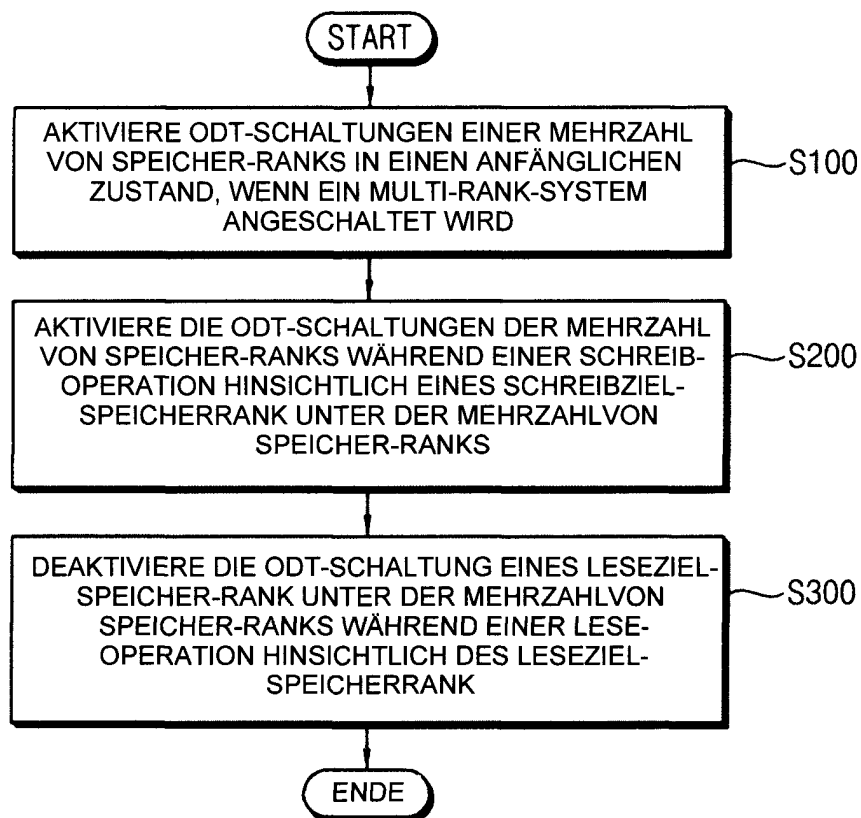 START
AKTIVIERE ODT-SCHALTUNGEN EINER MEHRZAHL
VON SPEICHER-RANKS IN EINEN ANFÄNGLICHEN
ZUSTAND, WENN EIN MULTI-RANK-SYSTEM
ANGESCHALTET WIRD
S100
AKTIVIERE DIE ODT-SCHALTUNGEN DER MEHRZAHL
VON SPEICHER-RANKS WÄHREND EINER SCHREIB-
OPERATION HINSICHTLICH EINES SCHREIBZIEL-
SPEICHERRANK UNTER DER MEHRZAHLVON
SPEICHER-RANKS
S200
DEAKTIVIERE DIE ODT-SCHALTUNG EINES LESEZIEL-
SPEICHER-RANK UNTER DER MEHRZAHLVON
SPEICHER-RANKS WÄHREND EINER LESE-
OPERATION HINSICHTLICH DES LESEZIEL-
SPEICHERRANK
S300
ENDE